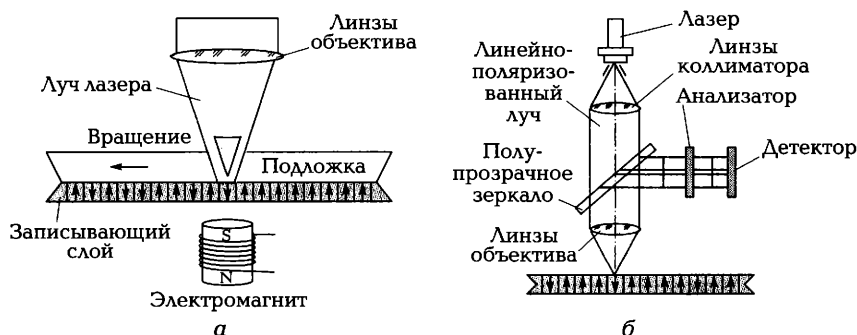 Линзы
объектива
Луч лазера
Вращение
Подложка
Записывающий
слой
S
N
Электромагнит
а
Лазер
Линейно-
поляризо-
ванный
луч
Линзы
коллиматора
Анализатор
Детектор
Полу-
прозрачное
зеркало
Линзы
объектива
б